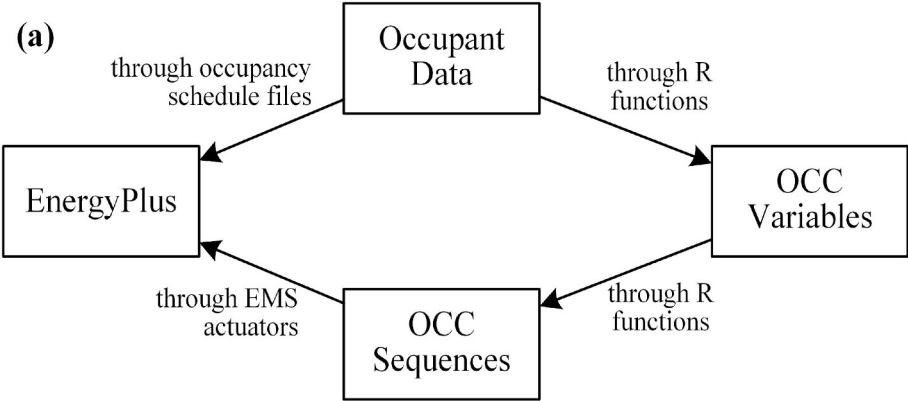 (a)
Occupant
Data
through occupancy
schedule files
through R
functions
EnergyPlus
OCC
Variables
through EMS
actuators
OCC
Sequences
through R
functions